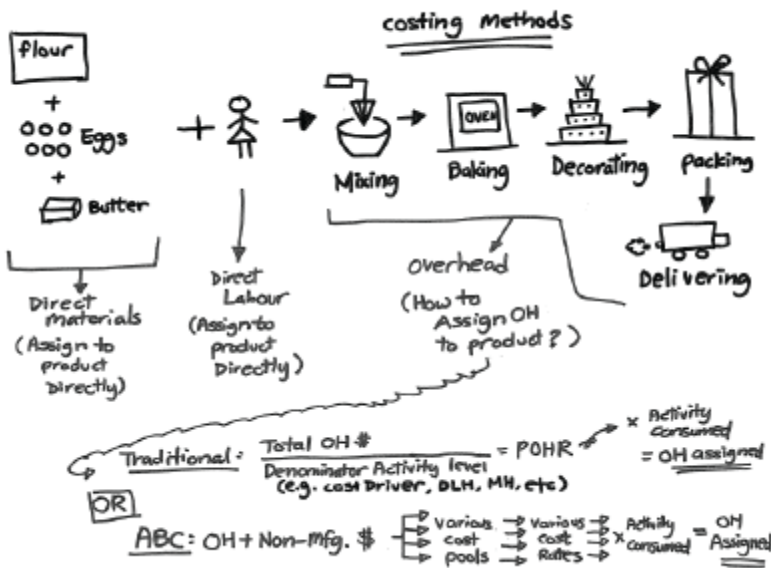 costing methods
flour
+
Eggs
+
Butter
+
Mixing
OVEN
Baking
Decorating
Packing
Delivering
Direct
materials
(Assign to
product
Directly)
Direct
Labour
(Assign to
product
Directly)
Overhead
(How to
Assign OH
to product?)
Traditional: Total OH $
Denominator Activity level
(e.g. cost Driver, DLH, MH, etc)
= POHR
× Activity
consumed
= OH assigned
OR
ABC: OH + Non-mfg. $
various
cost
pools
various
cost
Rates
× Activity
consumed
= OH
Assigned